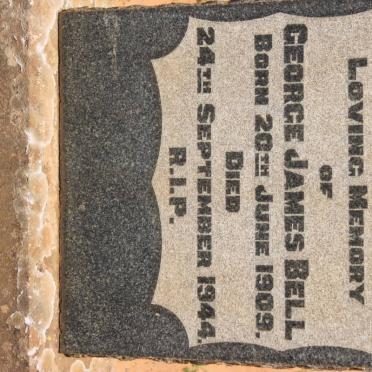 LOVING MEMORY
OF
GEORGE JAMES BELL
BORN 20TH JUNE 1909.
DIED
24TH SEPTEMBER 1944.
R.I.P.